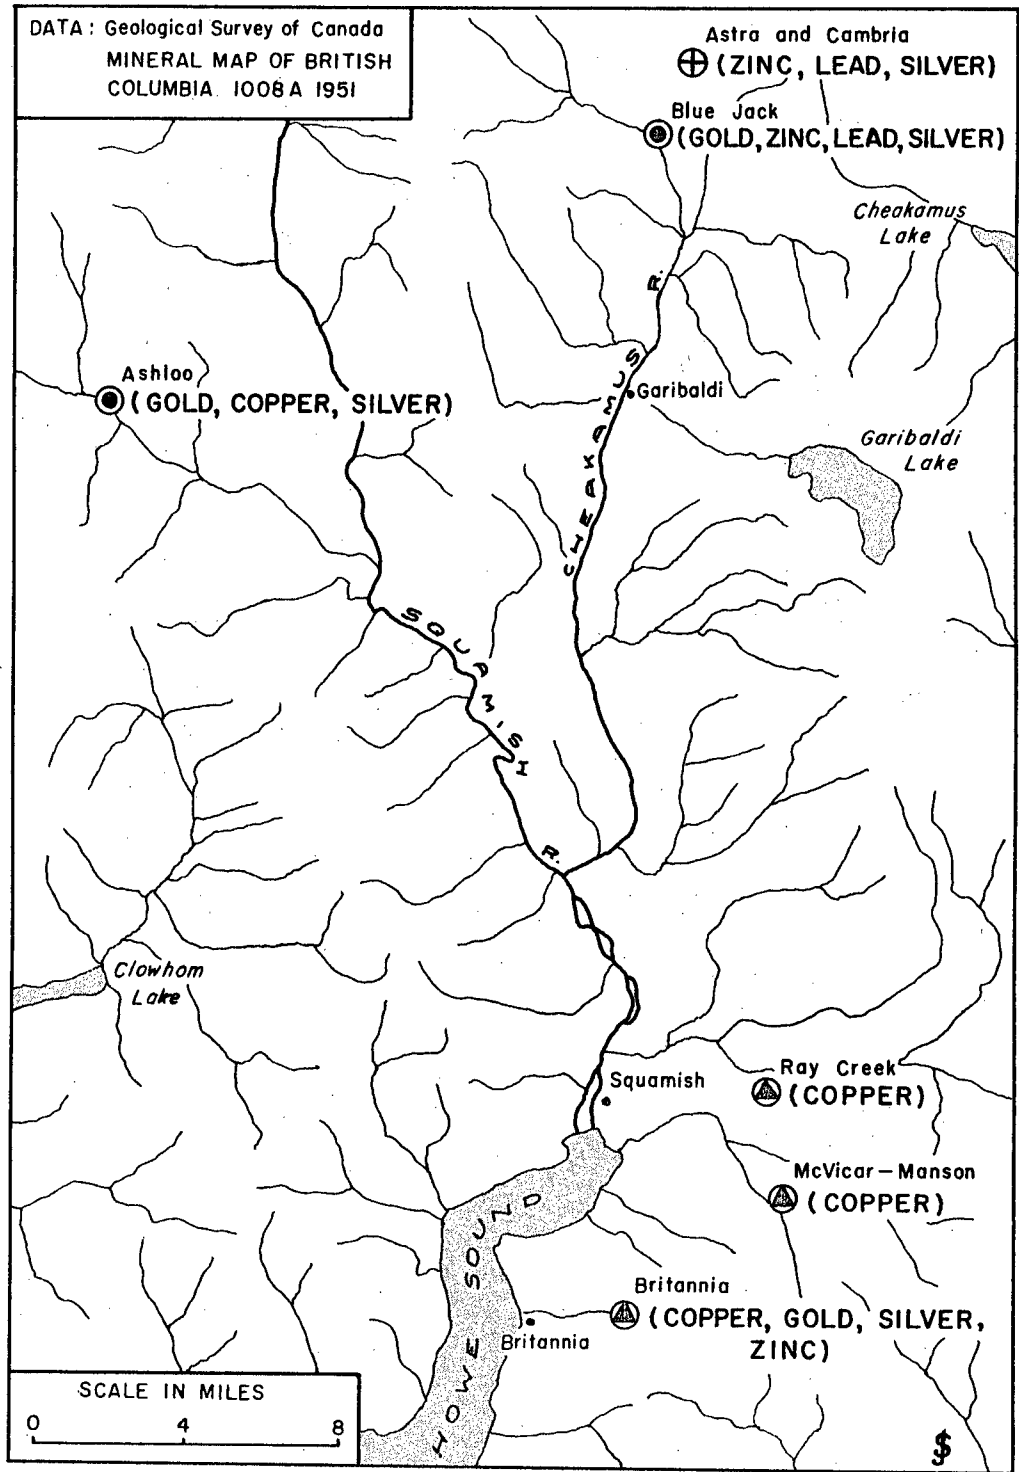 DATA: Geological Survey of Canada
MINERAL MAP OF BRITISH
COLUMBIA 1008A 1951
Astra and Cambria
(ZINC, LEAD, SILVER)
Blue Jack
(GOLD, ZINC, LEAD, SILVER)
Cheakamus
Lake
CHEAKAMUS R.
Ashloo
(GOLD, COPPER, SILVER)
Garibaldi
Garibaldi
Lake
SQUAMISH R.
Clowhom
Lake
Squamish
Ray Creek
(COPPER)
McVicar-Manson
(COPPER)
HOWE SOUND
Britannia
(COPPER, GOLD, SILVER,
ZINC)
Britannia
SCALE IN MILES
0 4 8